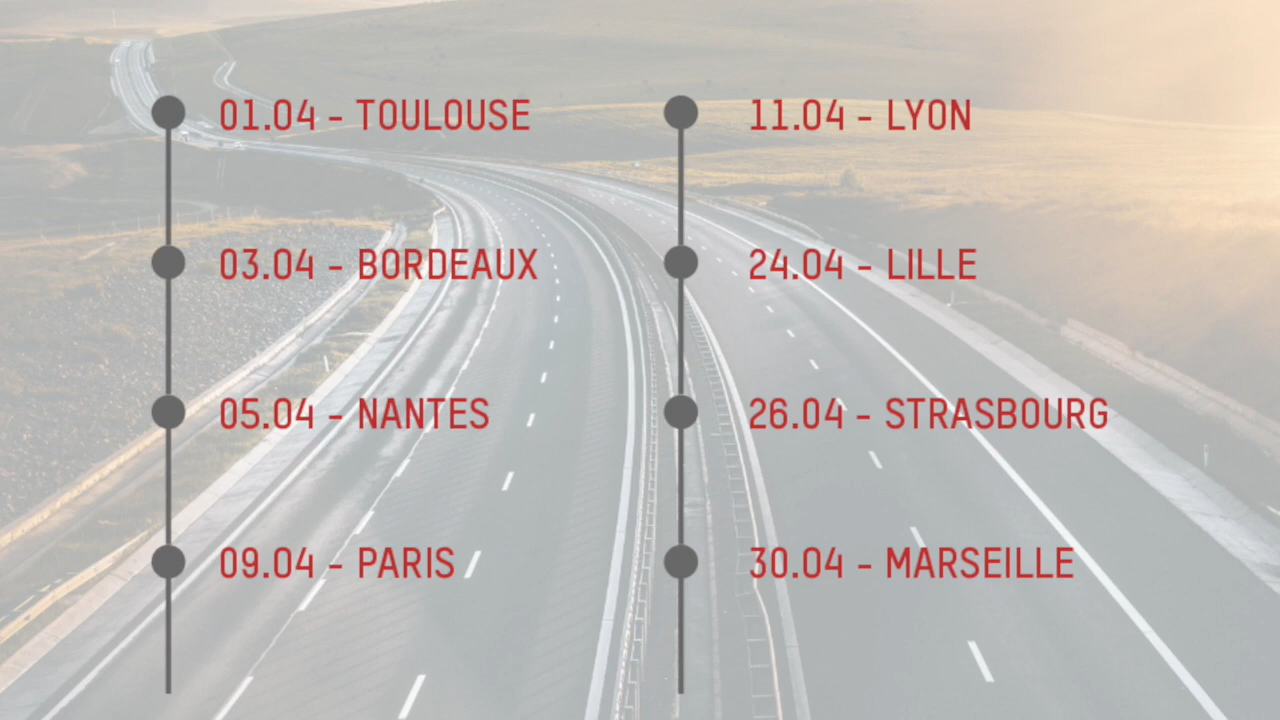 01.04 - TOULOUSE
03.04 - BORDEAUX
05.04 - NANTES
09.04 - PARIS
11.04 - LYON
24.04 - LILLE
26.04 - STRASBOURG
30.04 - MARSEILLE